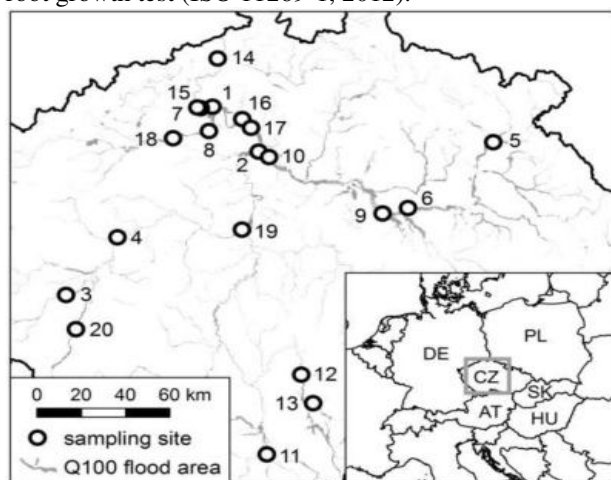 root growth test (ISO 11269-1, 2012).
14
15 1 16
7
17
18 8
2 10
5
6
9
19
4
3
20
12
13
11
0 20 40 60 km
sampling site
Q100 flood area
DE
PL
CZ
SK
AT
HU